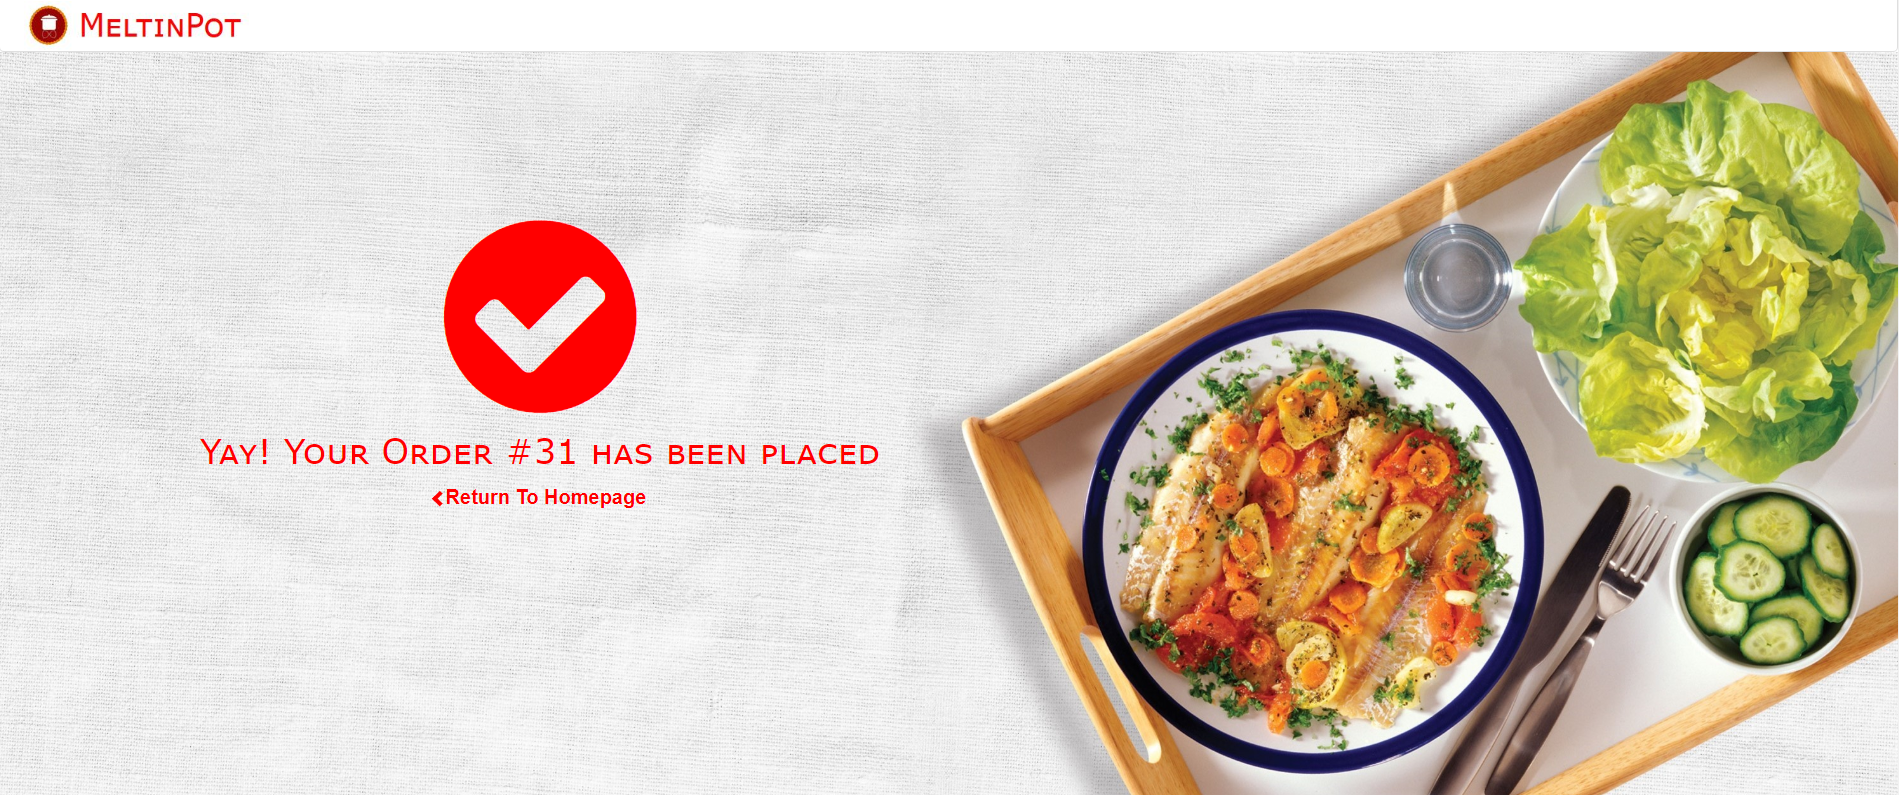 MeltinPot
Yay! Your Order #31 has been placed
Return To Homepage